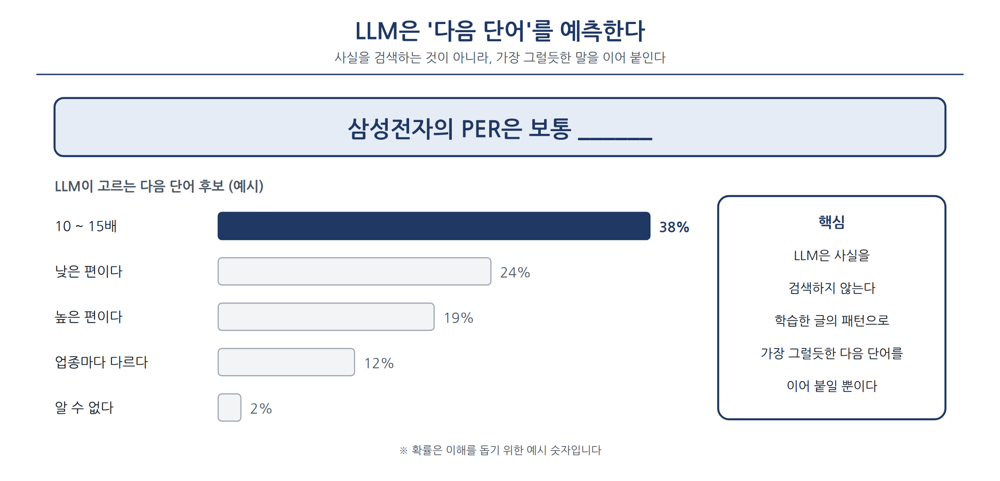 LLM은 '다음 단어'를 예측한다
사실을 검색하는 것이 아니라, 가장 그럴듯한 말을 이어 붙인다
삼성전자의 PER은 보통 ______
LLM이 고르는 다음 단어 후보 (예시)
10 ~ 15배 38%
낮은 편이다 24%
높은 편이다 19%
업종마다 다르다 12%
알 수 없다 2%
핵심
LLM은 사실을
검색하지 않는다
학습한 글의 패턴으로
가장 그럴듯한 다음 단어를
이어 붙일 뿐이다
※ 확률은 이해를 돕기 위한 예시 숫자입니다